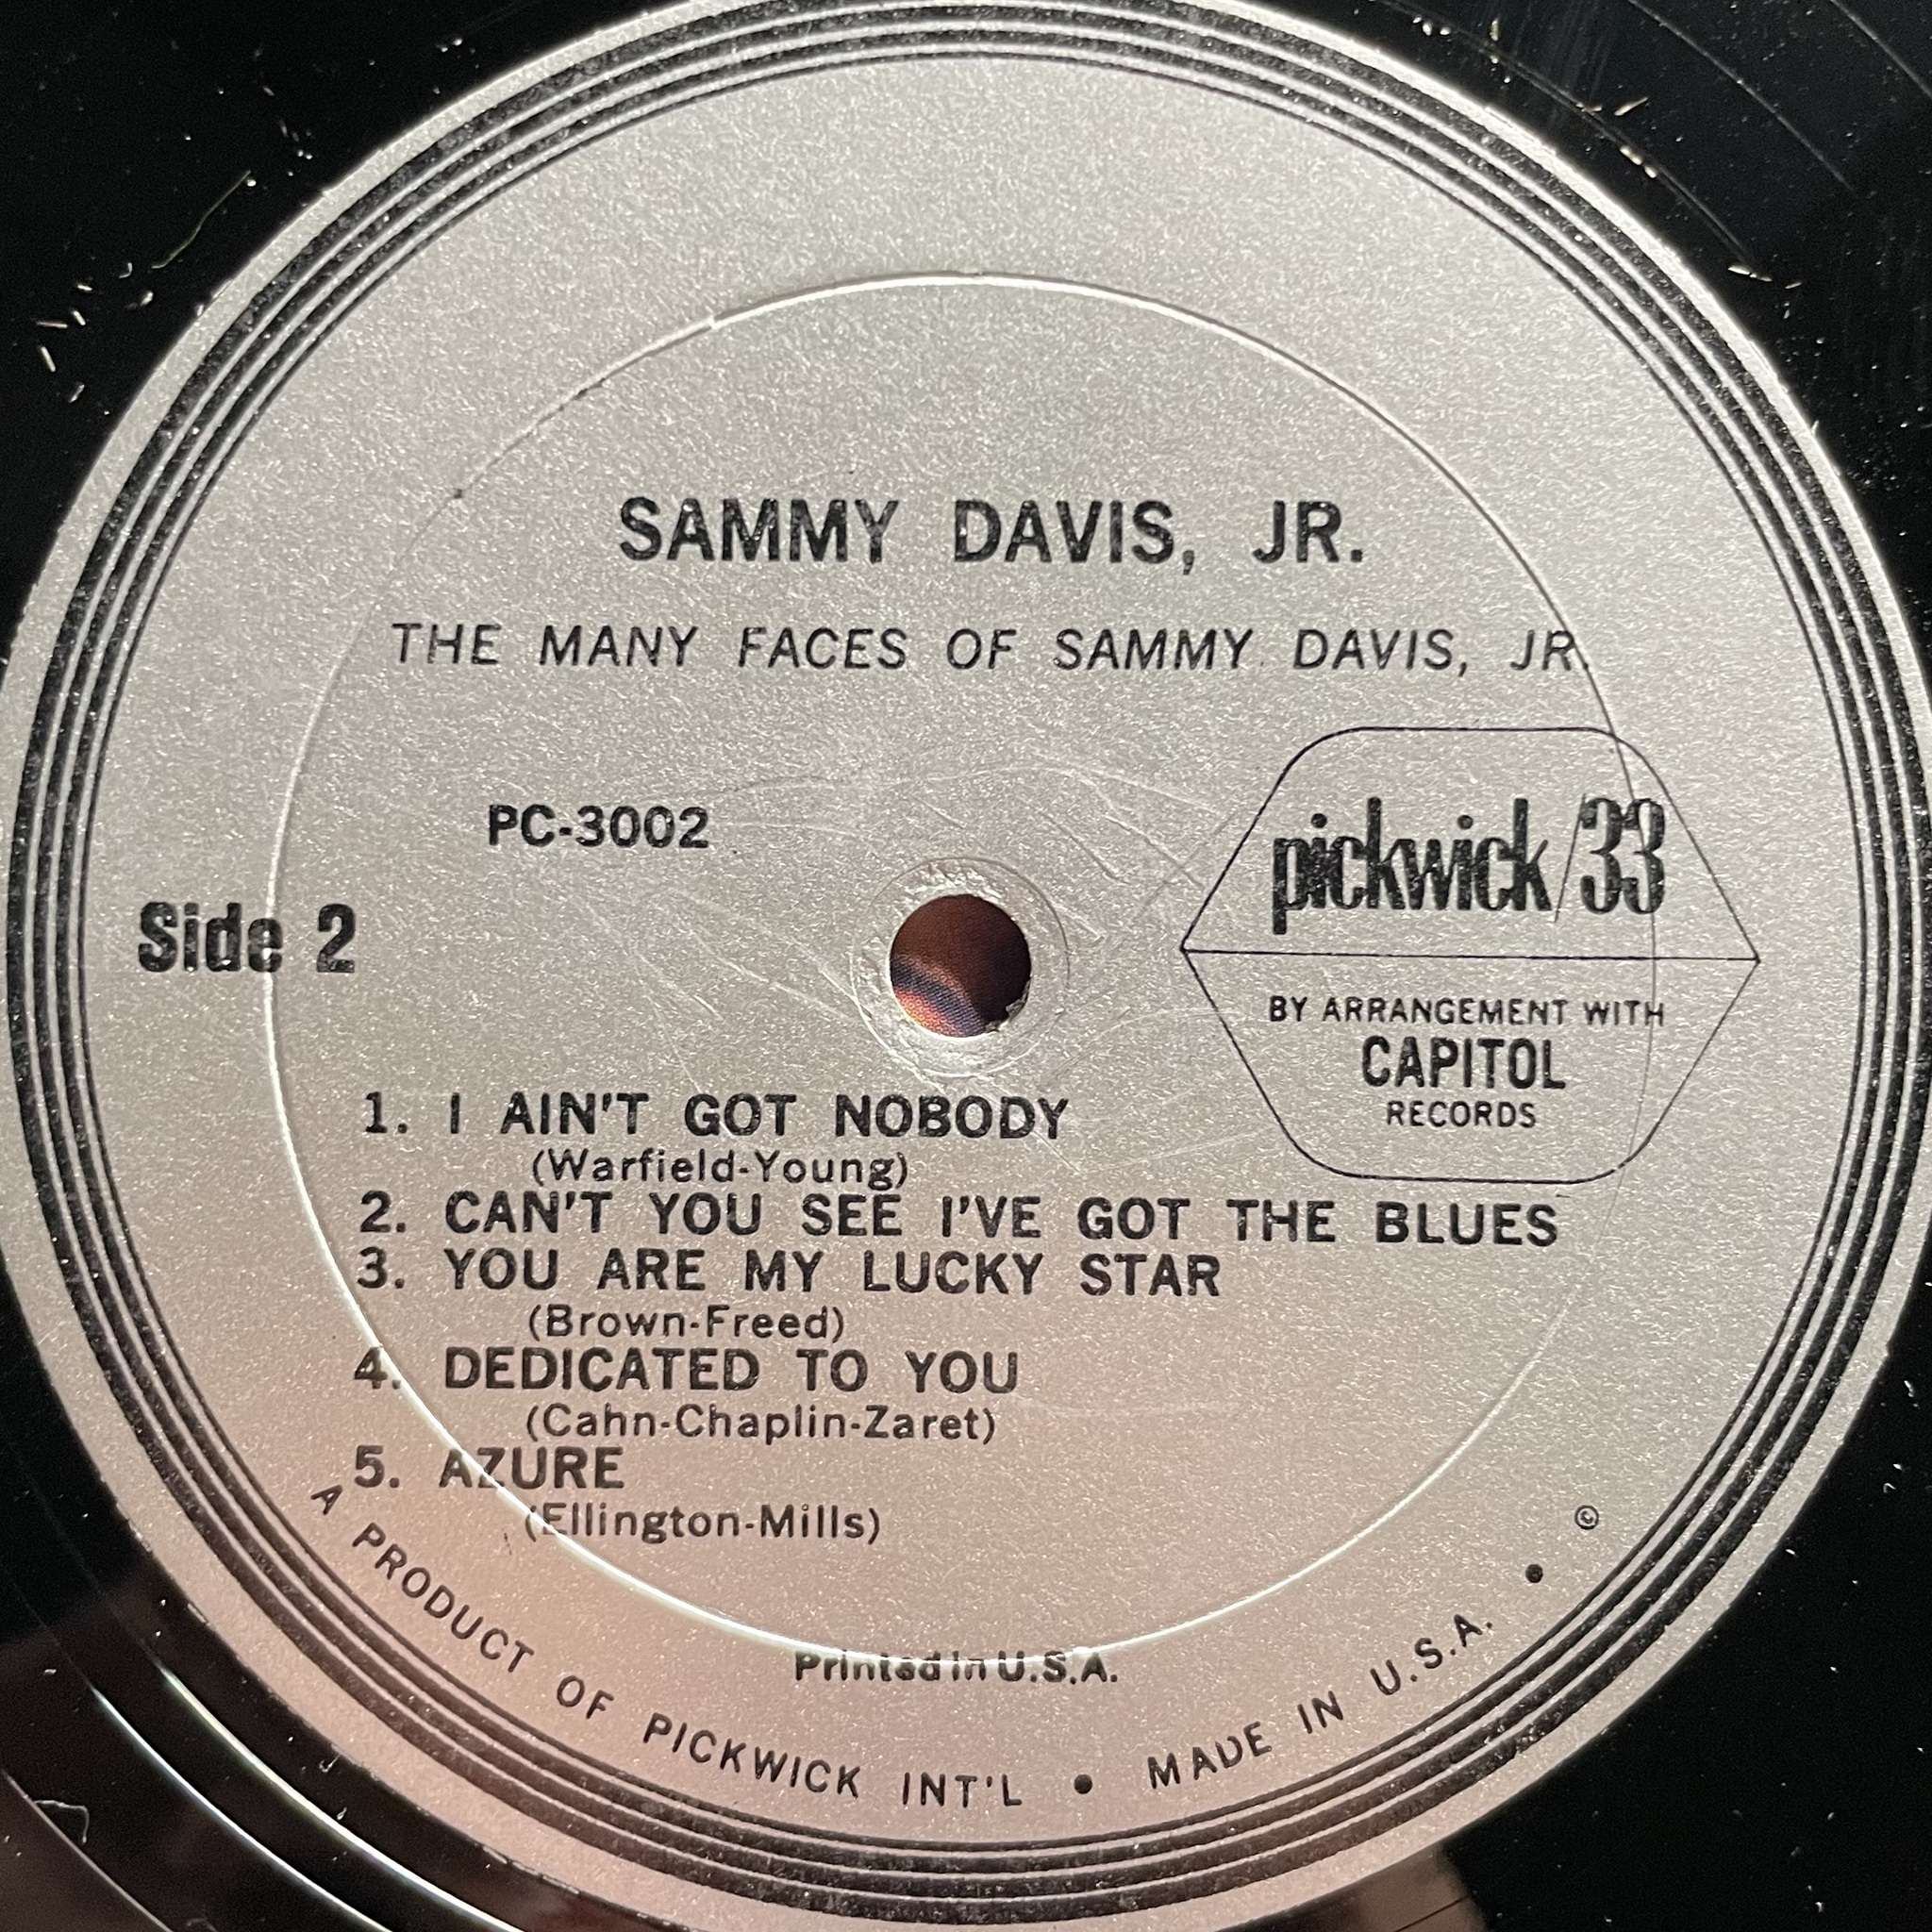 SAMMY DAVIS, JR.
THE MANY FACES OF SAMMY DAVIS, JR.
PC-3002
Side 2
pickwick/33
BY ARRANGEMENT WITH
CAPITOL
RECORDS
1. I AIN'T GOT NOBODY
(Warfield-Young)
2. CAN'T YOU SEE I'VE GOT THE BLUES
3. YOU ARE MY LUCKY STAR
(Brown-Freed)
4. DEDICATED TO YOU
(Cahn-Chaplin-Zaret)
5. AZURE
(Ellington-Mills)
Printed in U.S.A.
A PRODUCT OF PICKWICK INT'L • MADE IN U.S.A. • ©